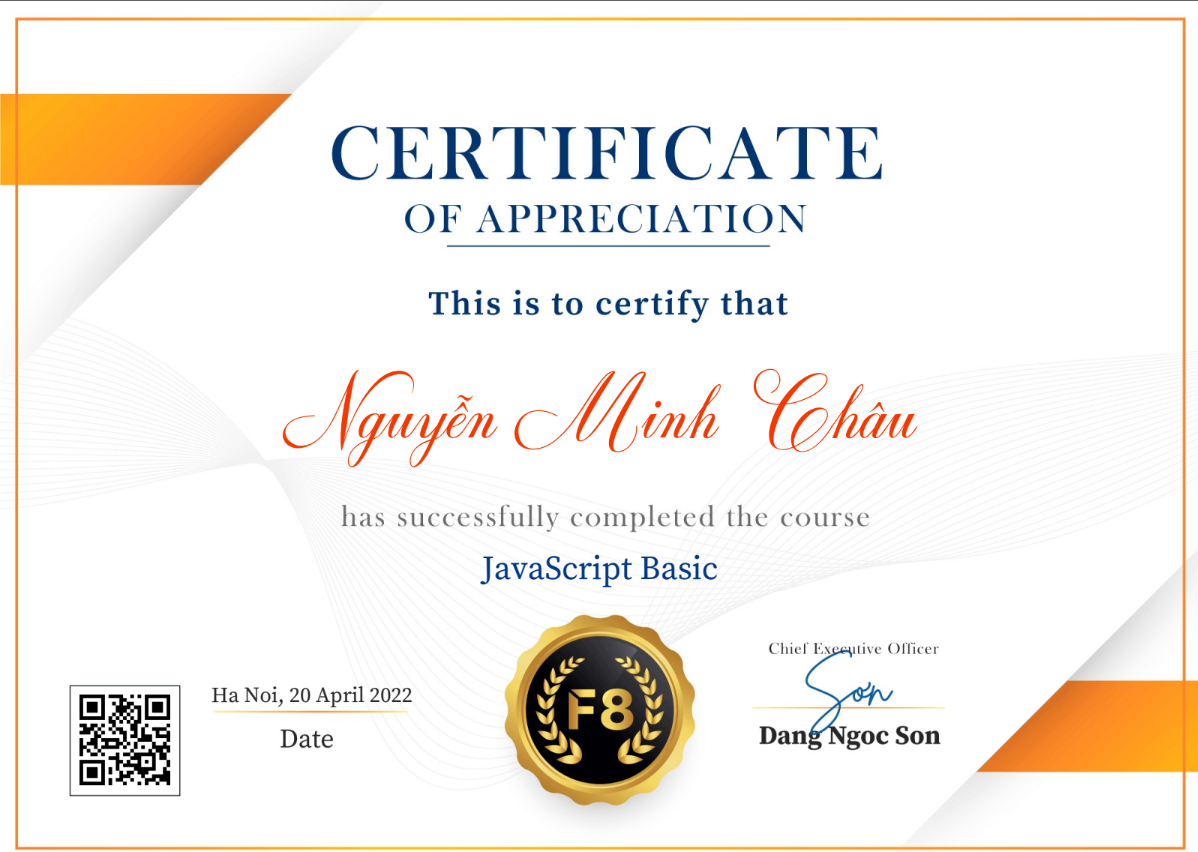 CERTIFICATE
OF APPRECIATION
This is to certify that
Nguyễn Minh Châu
has successfully completed the course
JavaScript Basic
Ha Noi, 20 April 2022
Date
F8
Chief Executive Officer
Son
Dang Ngoc Son